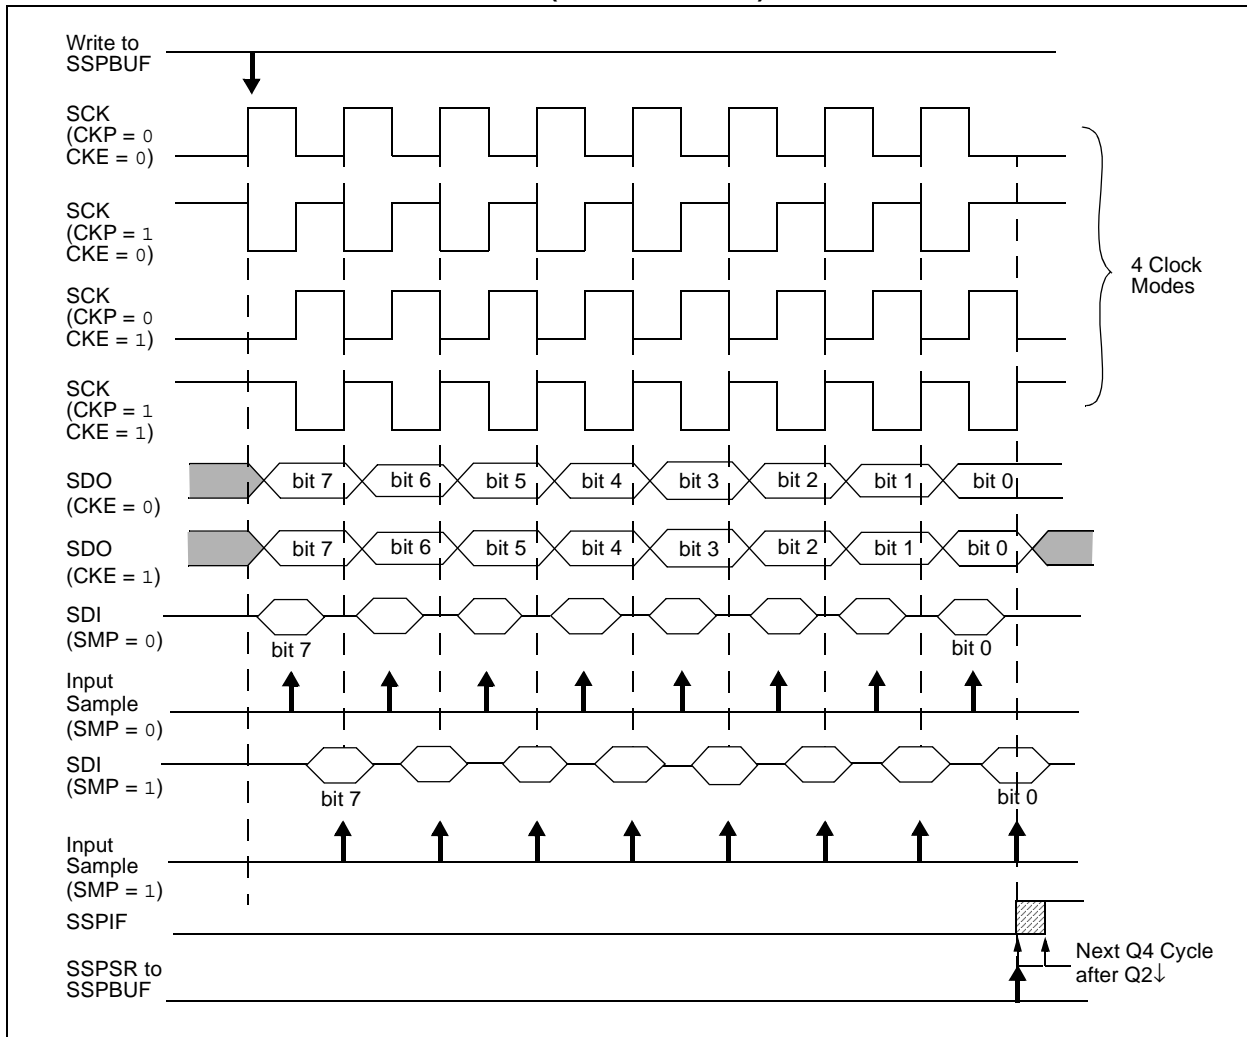 Write to
SSPBUF
SCK
(CKP = 0
CKE = 0)
SCK
(CKP = 1
CKE = 0)
SCK
(CKP = 0
CKE = 1)
SCK
(CKP = 1
CKE = 1)
4 Clock
Modes
SDO
(CKE = 0)
bit 7 bit 6 bit 5 bit 4 bit 3 bit 2 bit 1 bit 0
SDO
(CKE = 1)
bit 7 bit 6 bit 5 bit 4 bit 3 bit 2 bit 1 bit 0
SDI
(SMP = 0)
bit 7 bit 0
Input
Sample
(SMP = 0)
SDI
(SMP = 1)
bit 7 bit 0
Input
Sample
(SMP = 1)
SSPIF
Next Q4 Cycle
after Q2↓
SSPSR to
SSPBUF